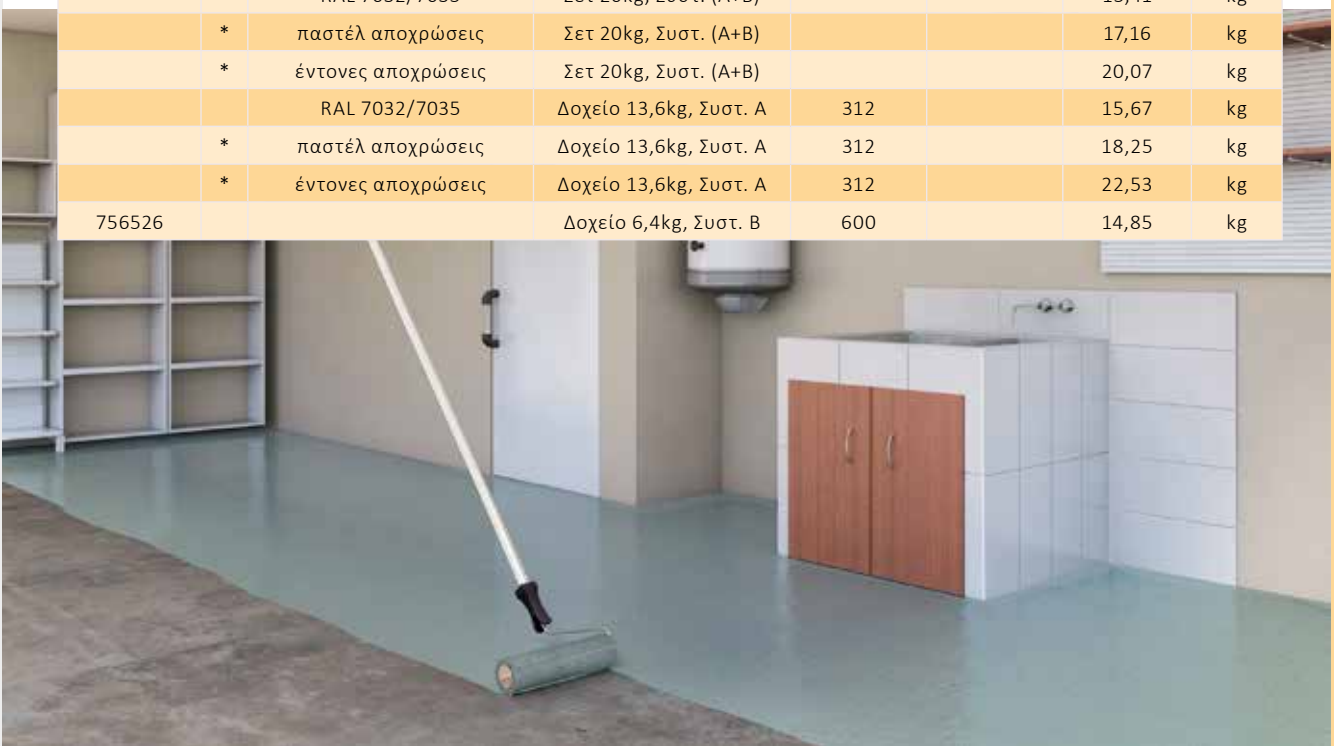 * παστέλ αποχρώσεις Σετ 20kg, Συστ. (A+B) 17,16 kg
* έντονες αποχρώσεις Σετ 20kg, Συστ. (A+B) 20,07 kg
RAL 7032/7035 Δοχείο 13,6kg, Συστ. A 312 15,67 kg
* παστέλ αποχρώσεις Δοχείο 13,6kg, Συστ. A 312 18,25 kg
* έντονες αποχρώσεις Δοχείο 13,6kg, Συστ. A 312 22,53 kg
756526 Δοχείο 6,4kg, Συστ. B 600 14,85 kg